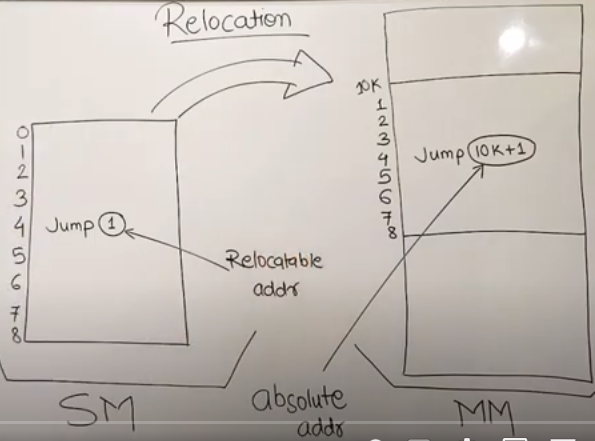 Relocation
0
1
2
3
4
5
6
7
8
Jump 1
Relocatable
addr
SM
10K
1
2
3
4
5
6
7
8
Jump 10K+1
absolute
addr
MM